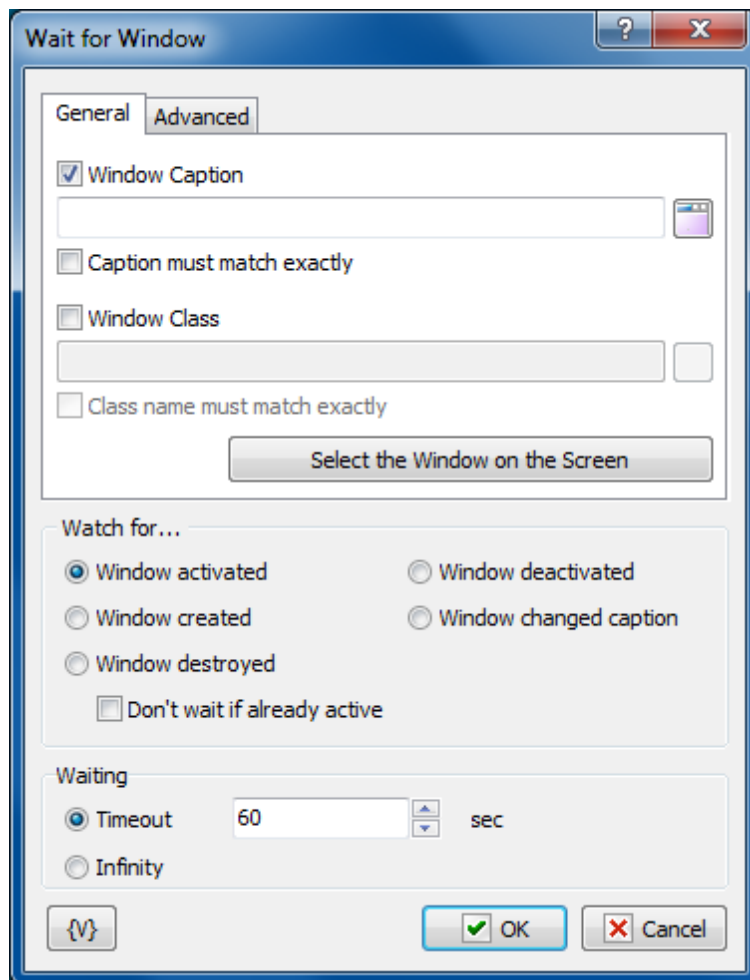 Wait for Window
?
General Advanced
Window Caption
Caption must match exactly
Window Class
Class name must match exactly
Select the Window on the Screen
Watch for...
Window activated Window deactivated
Window created Window changed caption
Window destroyed
Don't wait if already active
Waiting
Timeout 60 sec
Infinity
{V} OK Cancel